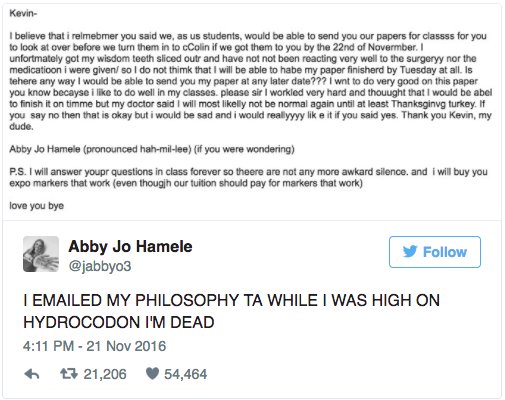 Kevin-
I believe that i relmebmer you said we, as us students, would be able to send you our papers for classss for you
to look at over before we turn them in to cColin if we got them to you by the 22nd of Novermber. I
unfortmately got my wisdom teeth sliced outr and have not not been reacting very well to the surgeryy nor the
medicatioon i were given/ so I do not thimk that I will be able to habe my paper finisherd by Tuesday at all. Is
tehere any way I would be able to send you my paper at any later date??? I wnt to do very good on this paper
you know becayse i like to do well in my classes. please sir I workled very hard and thouught that I would be abel
to finish it on timme but my doctor said I will most likelly not be normal again until at least Thanksginvg turkey. If
you say no then that is okay but i would be sad and i would reallyyyy lik e it if you said yes. Thank you Kevin, my
dude.
Abby Jo Hamele (pronounced hah-mil-lee) (if you were wondering)
P.S. I will answer youpr questions in class forever so theere are not any more awkard silence. and i will buy you
expo markers that work (even thougjh our tuition should pay for markers that work)
love you bye
Abby Jo Hamele
@jabbyo3
Follow
I EMAILED MY PHILOSOPHY TA WHILE I WAS HIGH ON
HYDROCODON I'M DEAD
4:11 PM - 21 Nov 2016
21,206 54,464